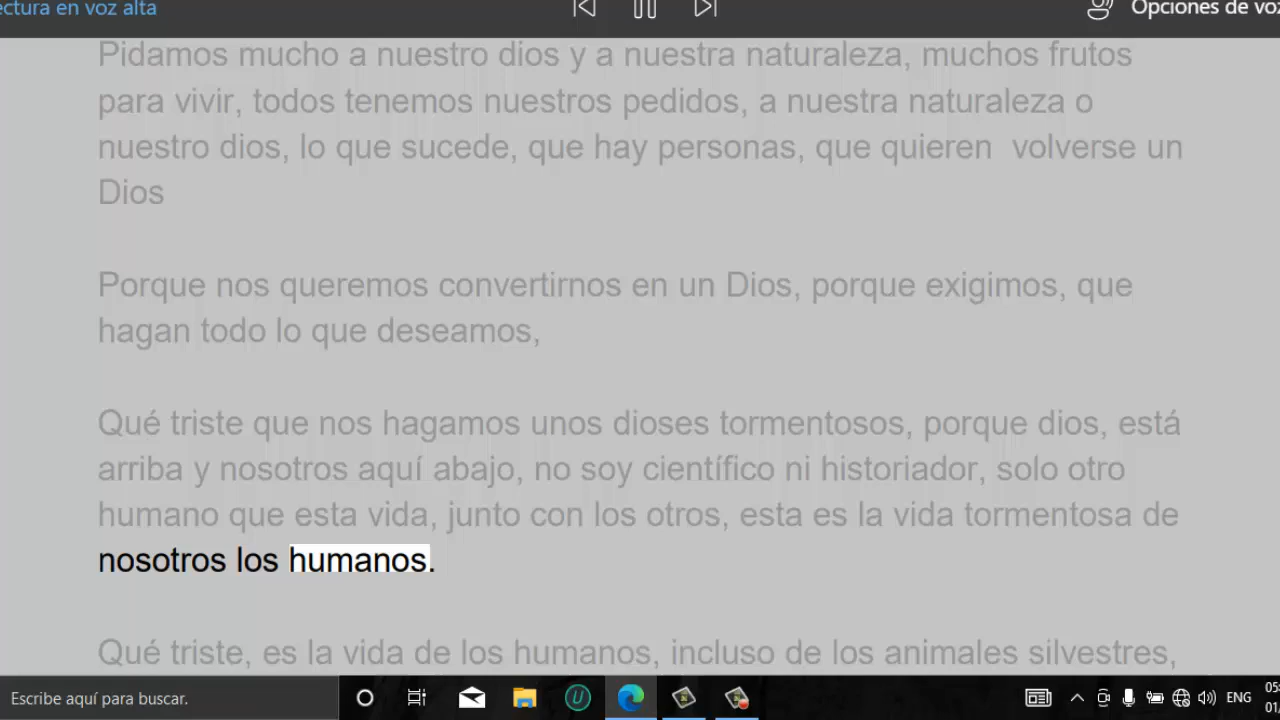 ectura en voz alta
Opciones de voz
Pidamos mucho a nuestro dios y a nuestra naturaleza, muchos frutos
para vivir, todos tenemos nuestros pedidos, a nuestra naturaleza o
nuestro dios, lo que sucede, que hay personas, que quieren  volverse un
Dios
Porque nos queremos convertirnos en un Dios, porque exigimos, que
hagan todo lo que deseamos,
Qué triste que nos hagamos unos dioses tormentosos, porque dios, está
arriba y nosotros aquí abajo, no soy científico ni historiador, solo otro
humano que esta vida, junto con los otros, esta es la vida tormentosa de
nosotros los humanos.
Qué triste, es la vida de los humanos, incluso de los animales silvestres,
Escribe aquí para buscar.
ENG
05:
01/